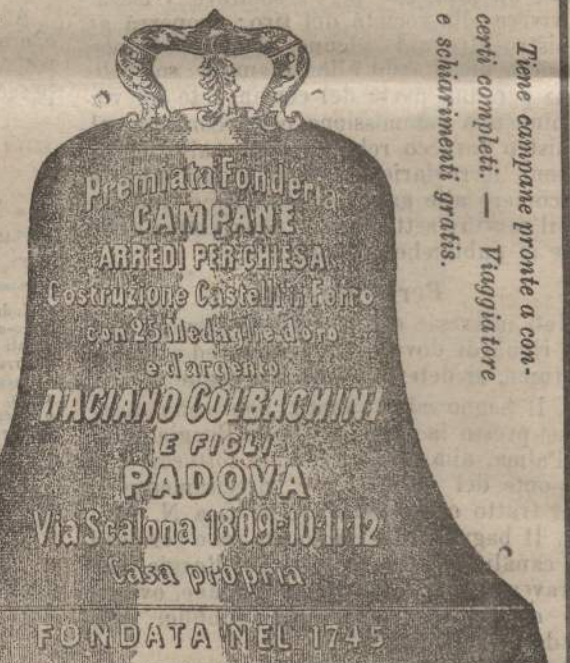 Premiata Fonderia
CAMPANE
ARREDI PER CHIESA
Costruzione Castelli in Ferro
con 25 Medaglie d'oro
e d'argento
DACIANO COLBACHINI
E FIGLI
PADOVA
Via Scalona 1809-10-11-12
Casa propria
FONDATA NEL 1745
Tiene campane pronte a con-
certi completi. — Viaggiatore
e schiarimenti gratis.